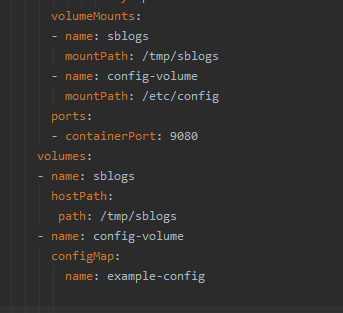 volumeMounts:
- name: sblogs
mountPath: /tmp/sblogs
- name: config-volume
mountPath: /etc/config
ports:
- containerPort: 9080
volumes:
- name: sblogs
hostPath:
path: /tmp/sblogs
- name: config-volume
configMap:
name: example-config